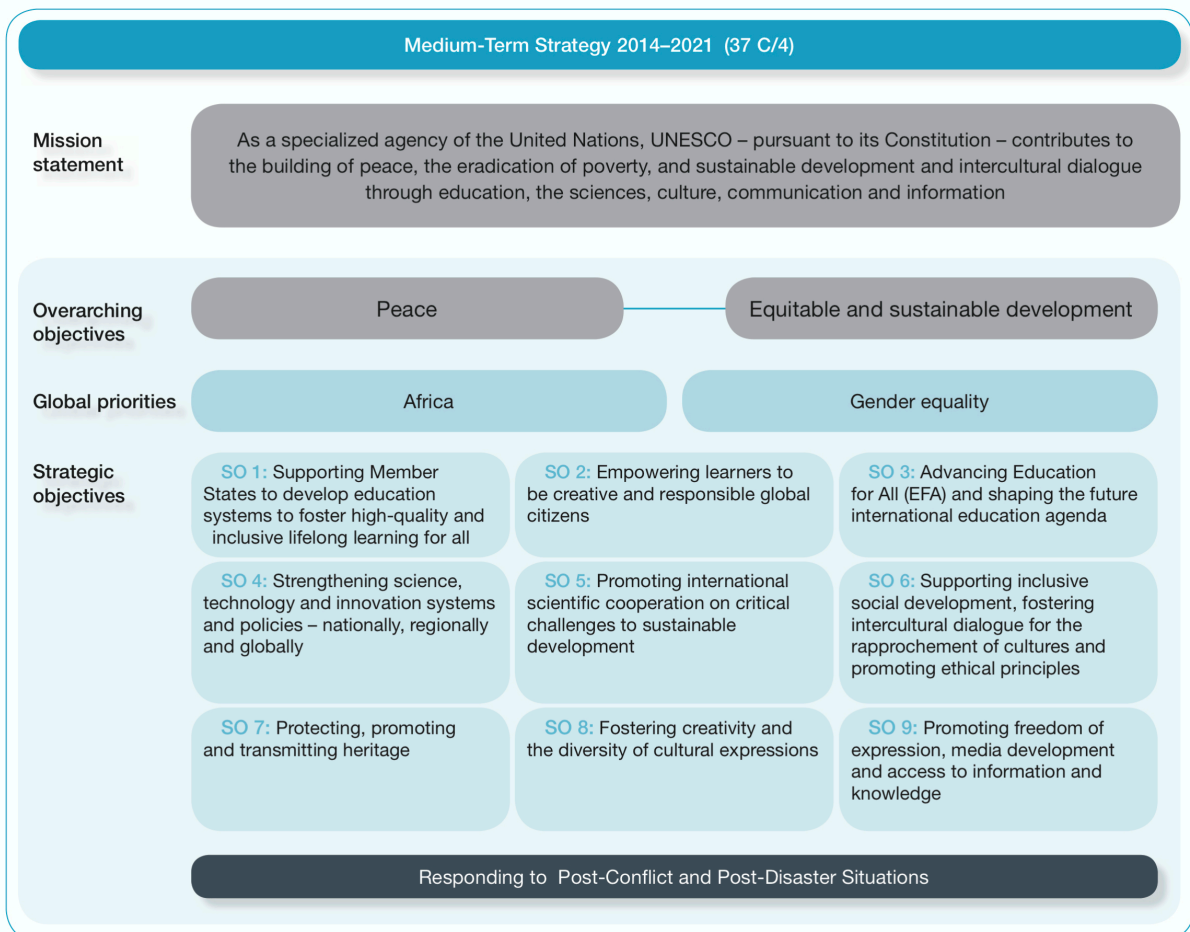 Medium-Term Strategy 2014–2021 (37 C/4)
Mission
statement
As a specialized agency of the United Nations, UNESCO – pursuant to its Constitution – contributes to
the building of peace, the eradication of poverty, and sustainable development and intercultural dialogue
through education, the sciences, culture, communication and information
Overarching
objectives
Peace
Equitable and sustainable development
Global priorities
Africa
Gender equality
Strategic
objectives
SO 1: Supporting Member
States to develop education
systems to foster high-quality and
inclusive lifelong learning for all
SO 2: Empowering learners to
be creative and responsible global
citizens
SO 3: Advancing Education
for All (EFA) and shaping the future
international education agenda
SO 4: Strengthening science,
technology and innovation systems
and policies – nationally, regionally
and globally
SO 5: Promoting international
scientific cooperation on critical
challenges to sustainable
development
SO 6: Supporting inclusive
social development, fostering
intercultural dialogue for the
rapprochement of cultures and
promoting ethical principles
SO 7: Protecting, promoting
and transmitting heritage
SO 8: Fostering creativity and
the diversity of cultural expressions
SO 9: Promoting freedom of
expression, media development
and access to information and
knowledge
Responding to Post-Conflict and Post-Disaster Situations